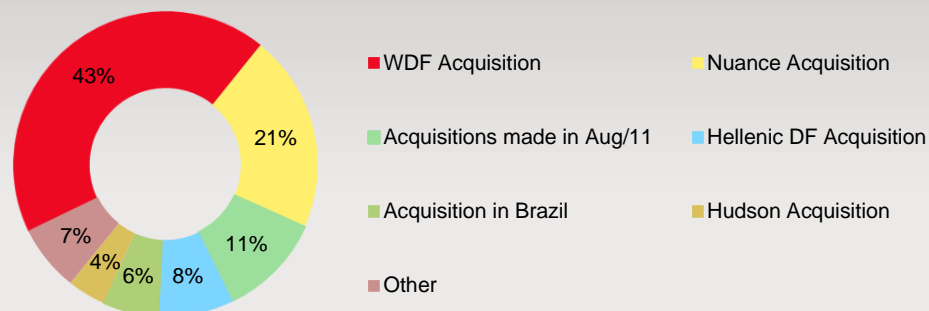 43%
21%
11%
8%
6%
4%
7%
WDF Acquisition
Nuance Acquisition
Acquisitions made in Aug/11
Hellenic DF Acquisition
Acquisition in Brazil
Hudson Acquisition
Other